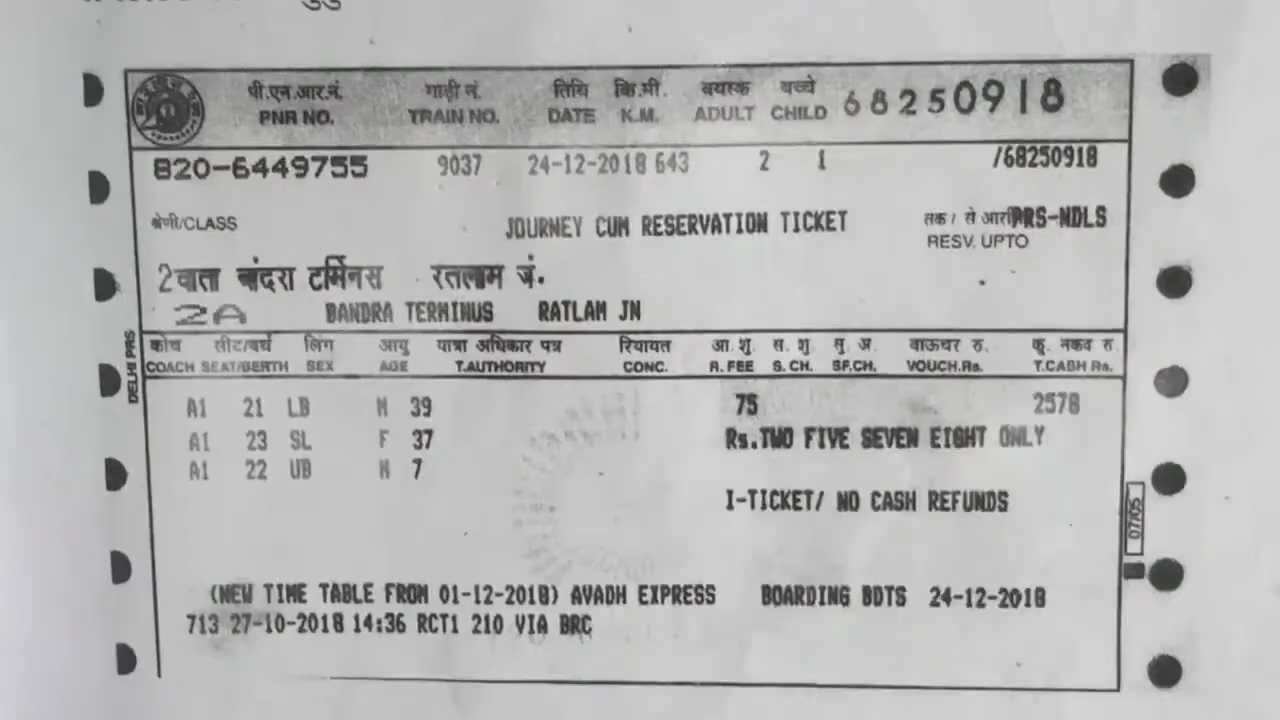 पी.एन.आर.नं. गाड़ी नं. तिथि कि.मी. वयस्क बच्चे
PNR NO. TRAIN NO. DATE K.M. ADULT CHILD 68250918
820-6449755 9037 24-12-2018 643 2 1 /68250918
श्रेणी/CLASS JOURNEY CUM RESERVATION TICKET तक / से आर PRS-NDLS
RESV. UPTO
2वाता बांदरा टर्मिनस रतलाम जं.
2A BANDRA TERMINUS RATLAM JN
DELHI PRS
कोच सीट/बर्थ लिंग आयु यात्रा अधिकार पत्र रियायत आ. शु. स. शु. सु. अ. वाऊचर रु. कु. नकद रु.
COACH SEAT/BERTH SEX AGE T.AUTHORITY CONC. R. FEE S. CH. SF.CH. VOUCH.Rs. T.CASH Rs.
A1 21 LB M 39 75 2578
A1 23 SL F 37 Rs.TWO FIVE SEVEN EIGHT ONLY
A1 22 UB M 7
I-TICKET/ NO CASH REFUNDS
07/05
(NEW TIME TABLE FROM 01-12-2018) AVADH EXPRESS BOARDING BDTS 24-12-2018
713 27-10-2018 14:36 RCT1 210 VIA BRC